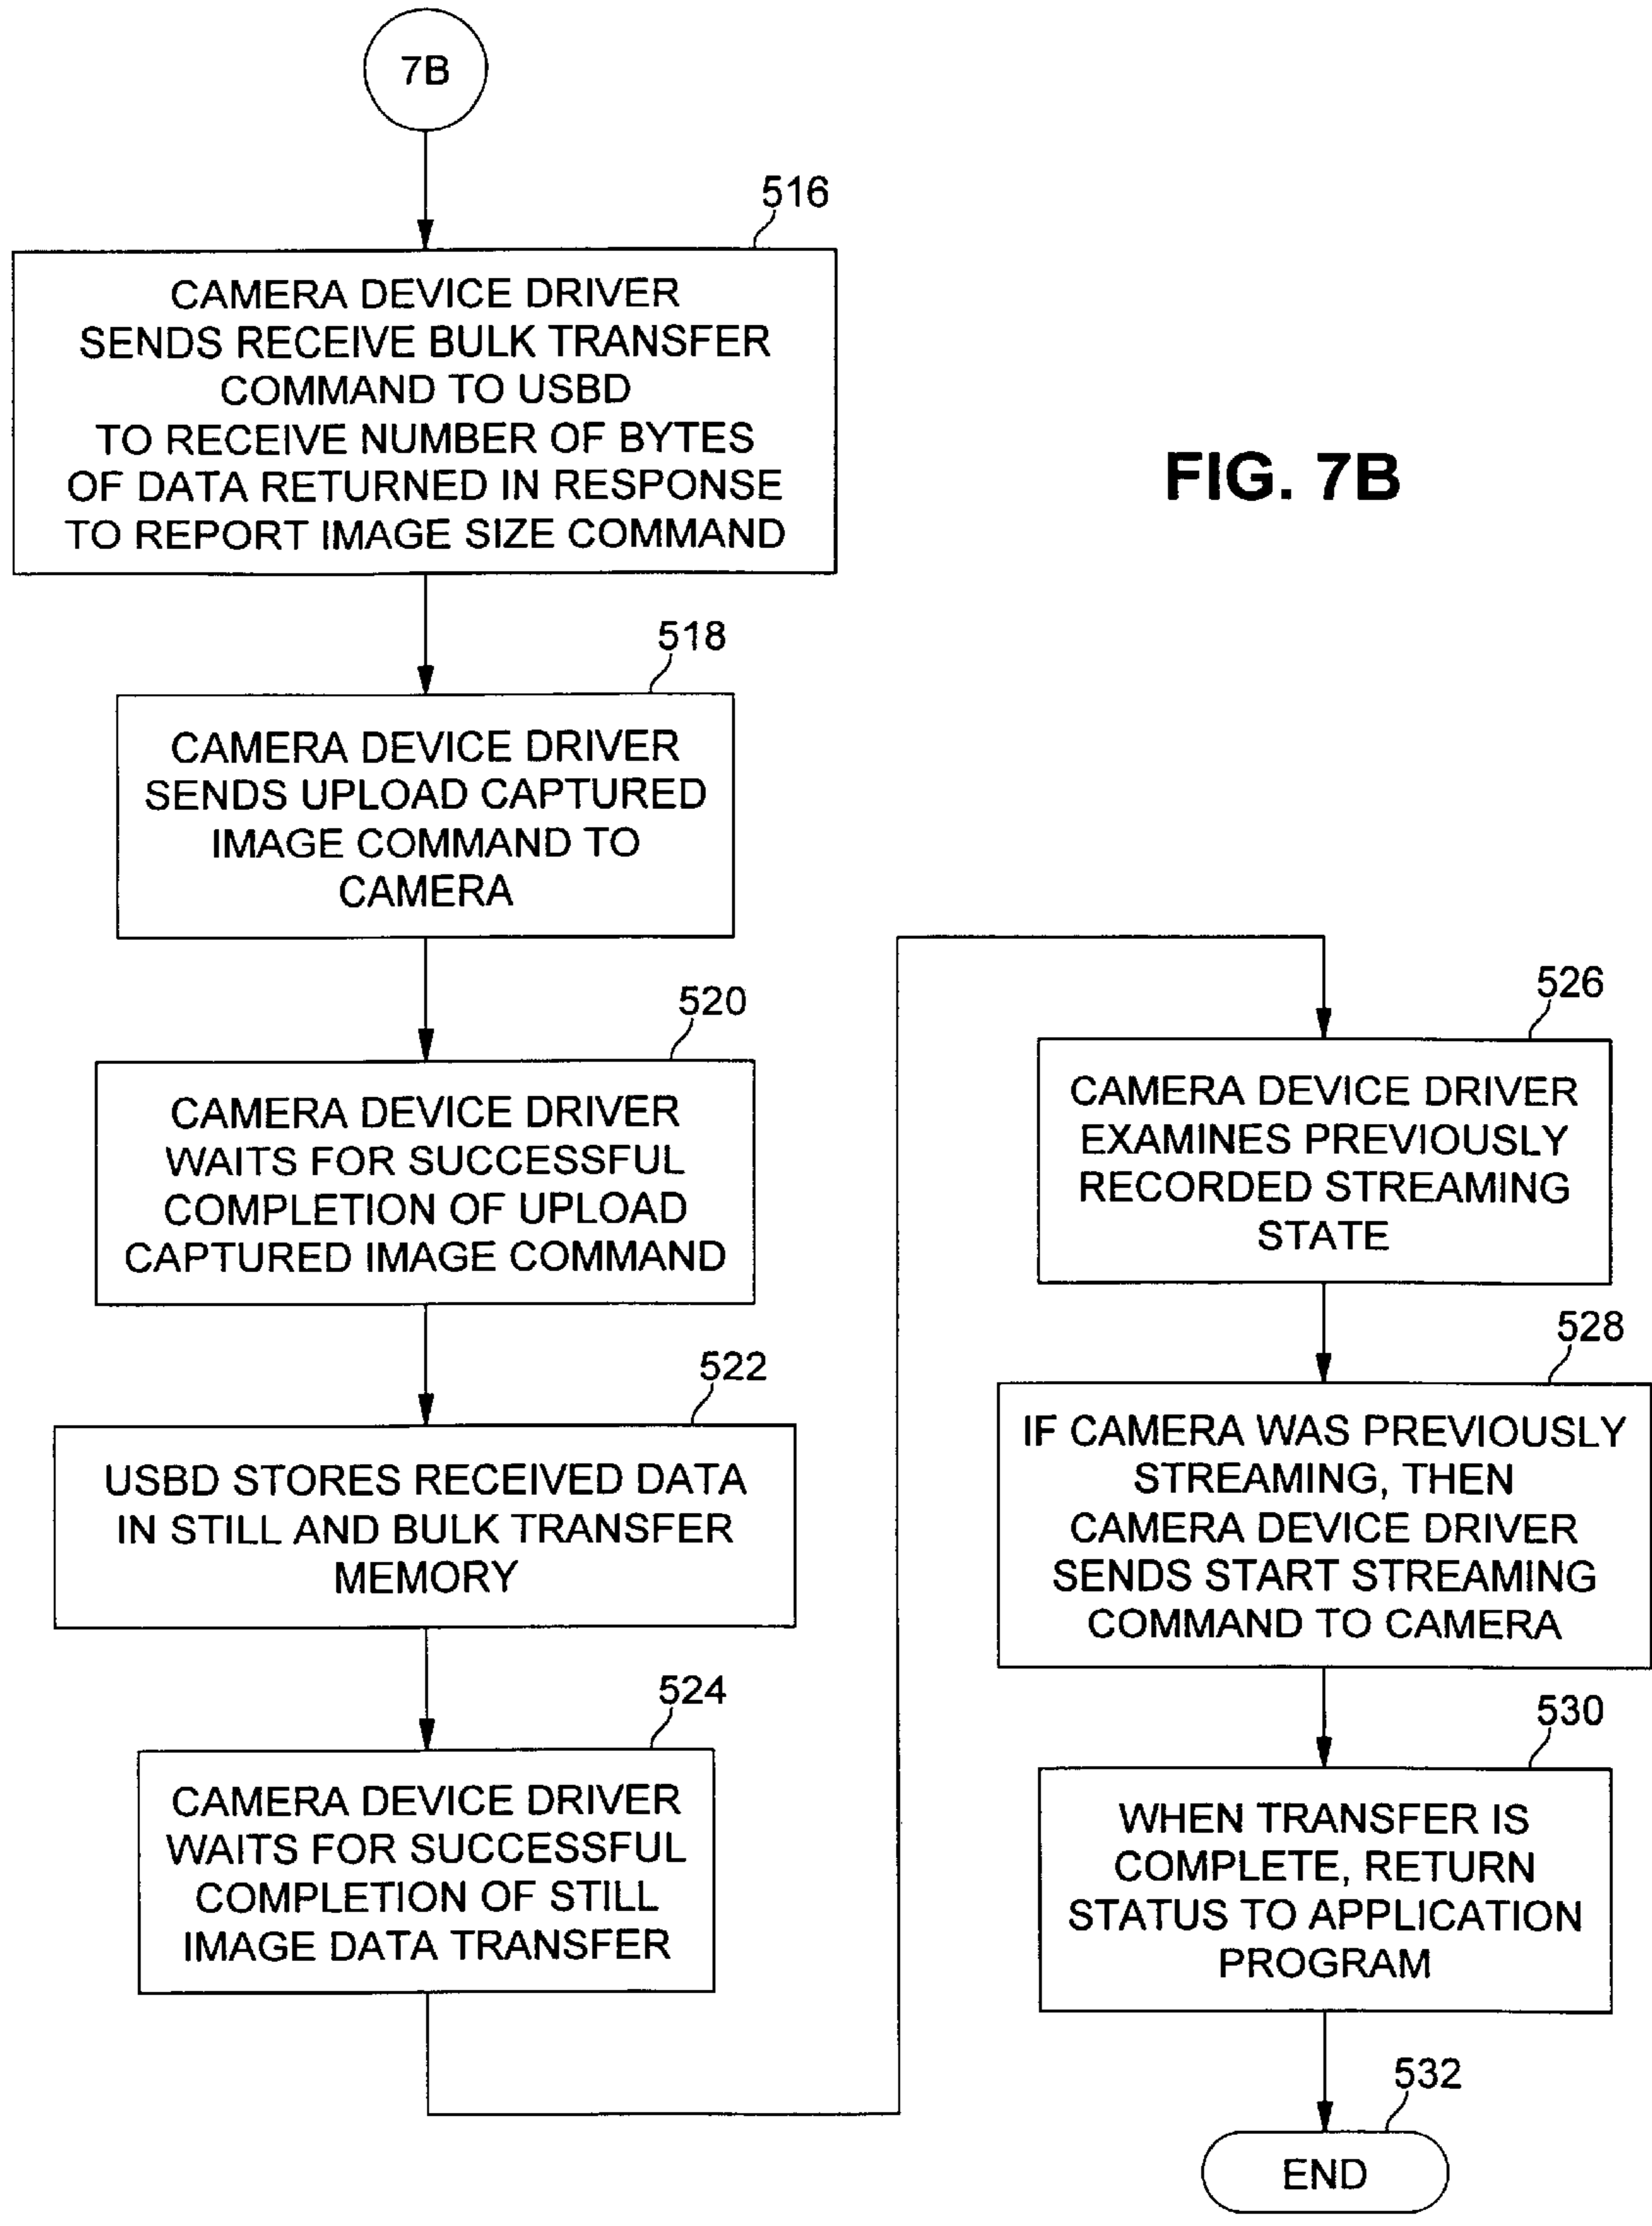 7B
516
CAMERA DEVICE DRIVER
SENDS RECEIVE BULK TRANSFER
COMMAND TO USBD
TO RECEIVE NUMBER OF BYTES
OF DATA RETURNED IN RESPONSE
TO REPORT IMAGE SIZE COMMAND
FIG. 7B
518
CAMERA DEVICE DRIVER
SENDS UPLOAD CAPTURED
IMAGE COMMAND TO
CAMERA
520
CAMERA DEVICE DRIVER
WAITS FOR SUCCESSFUL
COMPLETION OF UPLOAD
CAPTURED IMAGE COMMAND
522
USBD STORES RECEIVED DATA
IN STILL AND BULK TRANSFER
MEMORY
524
CAMERA DEVICE DRIVER
WAITS FOR SUCCESSFUL
COMPLETION OF STILL
IMAGE DATA TRANSFER
526
CAMERA DEVICE DRIVER
EXAMINES PREVIOUSLY
RECORDED STREAMING
STATE
528
IF CAMERA WAS PREVIOUSLY
STREAMING, THEN
CAMERA DEVICE DRIVER
SENDS START STREAMING
COMMAND TO CAMERA
530
WHEN TRANSFER IS
COMPLETE, RETURN
STATUS TO APPLICATION
PROGRAM
532
END